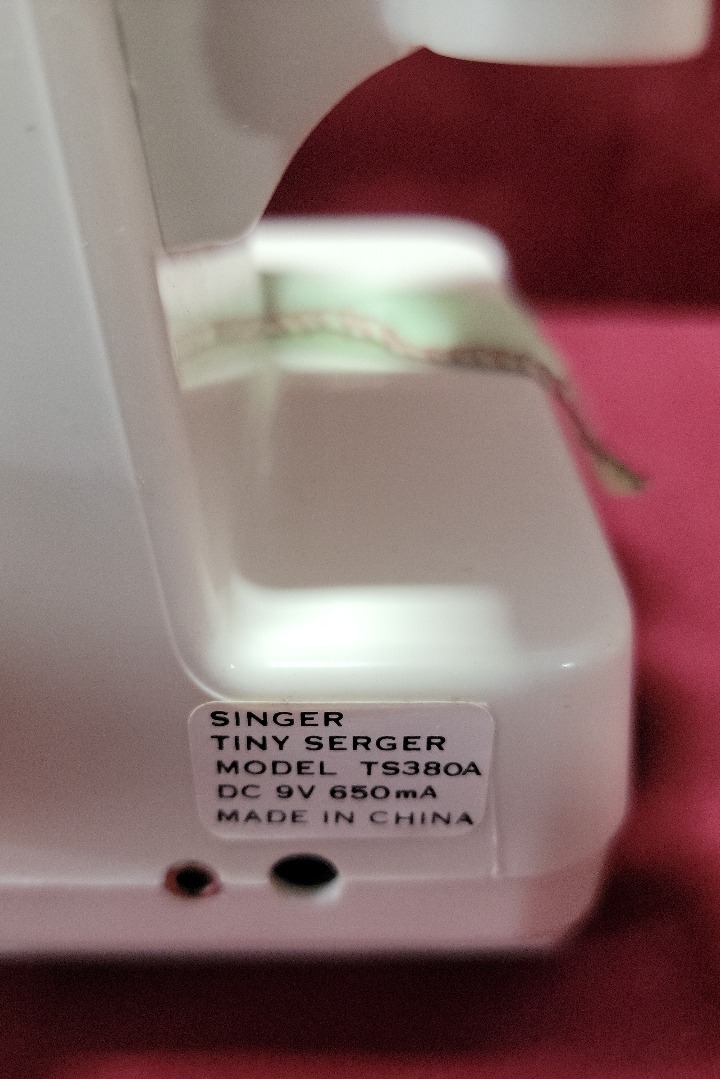 SINGER
TINY SERGER
MODEL TS380A
DC 9V 650mA
MADE IN CHINA